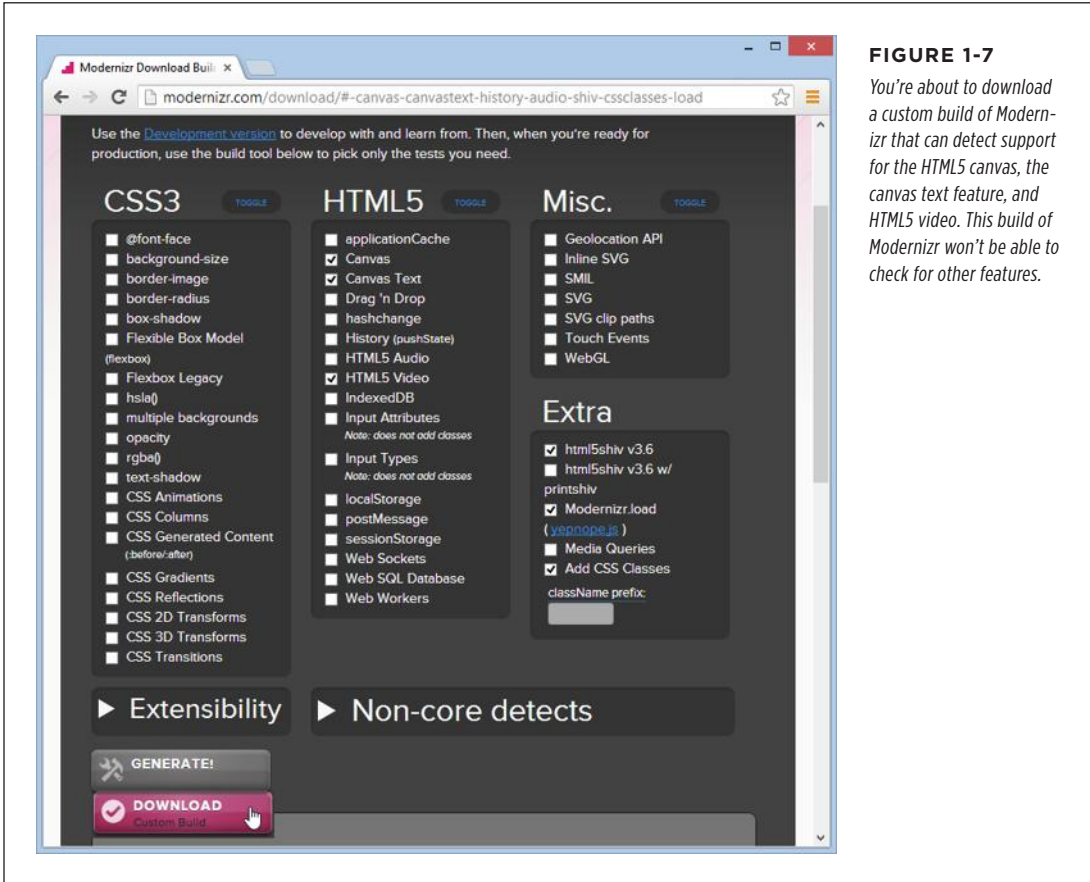 Modernizr Download Buil
modernizr.com/download/#-canvas-canvastext-history-audio-shiv-cssclasses-load
Use the Development version to develop with and learn from. Then, when you're ready for
production, use the build tool below to pick only the tests you need.
CSS3
TOGGLE
@font-face
background-size
border-image
border-radius
box-shadow
Flexible Box Model
(flexbox)
Flexbox Legacy
hsla()
multiple backgrounds
opacity
rgba()
text-shadow
CSS Animations
CSS Columns
CSS Generated Content
(:before/:after)
CSS Gradients
CSS Reflections
CSS 2D Transforms
CSS 3D Transforms
CSS Transitions
HTML5
TOGGLE
applicationCache
Canvas
Canvas Text
Drag 'n Drop
hashchange
History (pushState)
HTML5 Audio
HTML5 Video
IndexedDB
Input Attributes
Note: does not add classes
Input Types
Note: does not add classes
localStorage
postMessage
sessionStorage
Web Sockets
Web SQL Database
Web Workers
Misc.
TOGGLE
Geolocation API
Inline SVG
SMIL
SVG
SVG clip paths
Touch Events
WebGL
Extra
html5shiv v3.6
html5shiv v3.6 w/
printshiv
Modernizr.load
( yepnope.js )
Media Queries
Add CSS Classes
className prefix:
Extensibility
Non-core detects
GENERATE!
DOWNLOAD
Custom Build
FIGURE 1-7
You're about to download
a custom build of Modern-
izr that can detect support
for the HTML5 canvas, the
canvas text feature, and
HTML5 video. This build of
Modernizr won't be able to
check for other features.